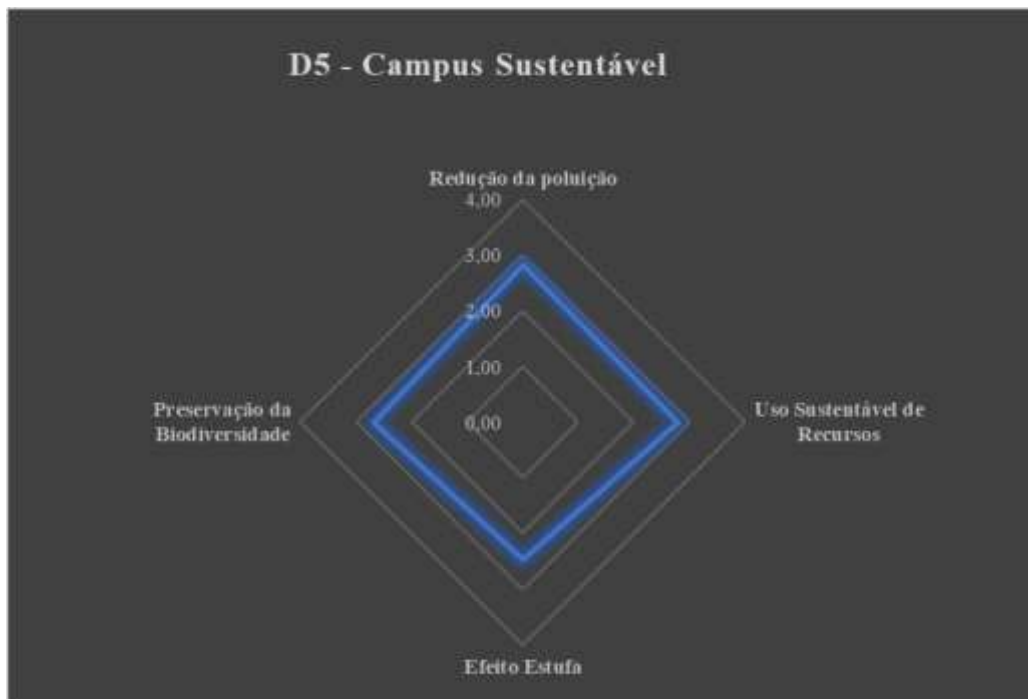 D5 - Campus Sustentável
Redução da poluição
4,00
3,00
2,00
1,00
0,00
Preservação da
Biodiversidade
Uso Sustentável de
Recursos
Efeito Estufa